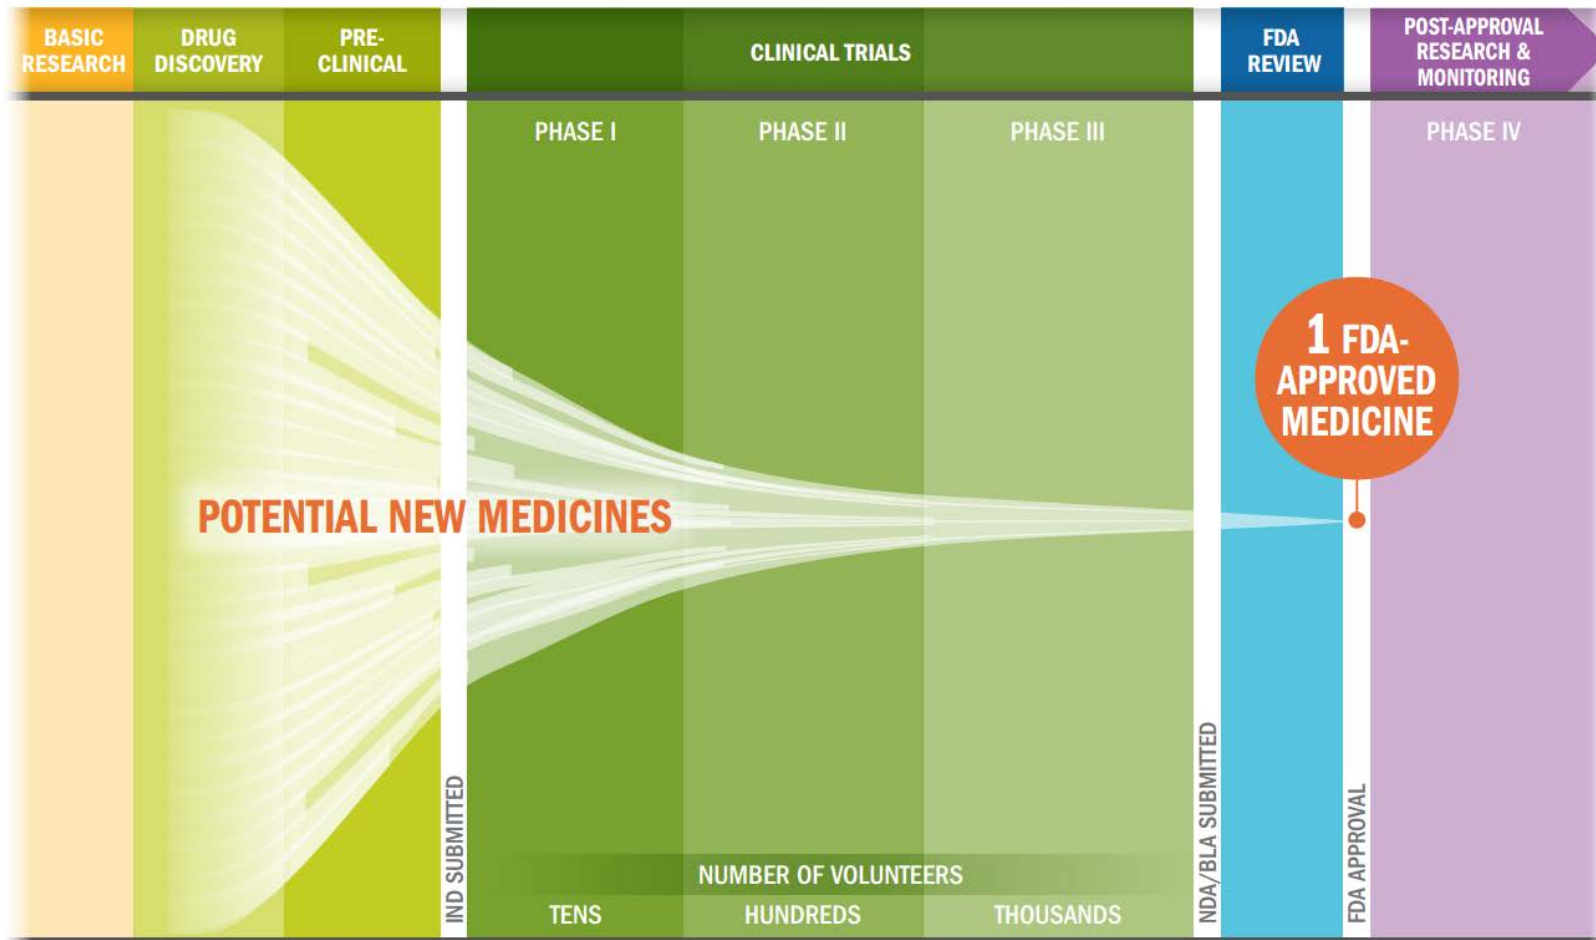 BASIC
RESEARCH
DRUG
DISCOVERY
PRE-
CLINICAL
CLINICAL TRIALS
FDA
REVIEW
POST-APPROVAL
RESEARCH &
MONITORING
PHASE I
PHASE II
PHASE III
PHASE IV
1 FDA-
APPROVED
MEDICINE
POTENTIAL NEW MEDICINES
IND SUBMITTED
NDA/BLA SUBMITTED
FDA APPROVAL
NUMBER OF VOLUNTEERS
TENS
HUNDREDS
THOUSANDS